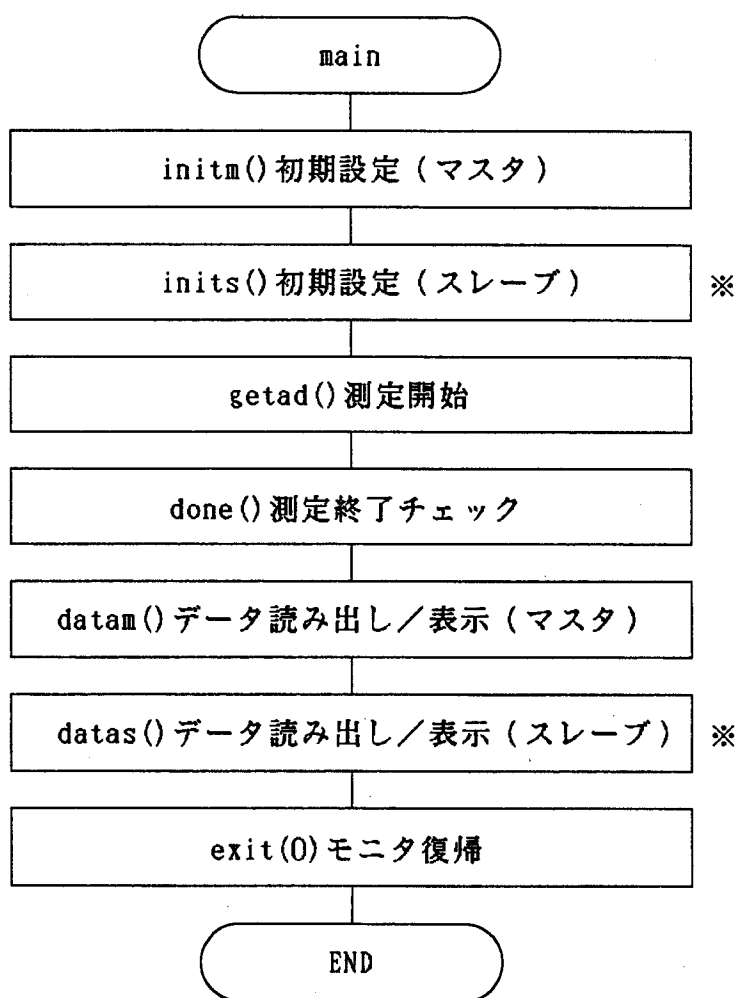 main
initm()初期設定(マスタ)
inits()初期設定(スレーブ) ※
getad()測定開始
done()測定終了チェック
datam()データ読み出し/表示(マスタ)
datas()データ読み出し/表示(スレーブ) ※
exit(0)モニタ復帰
END